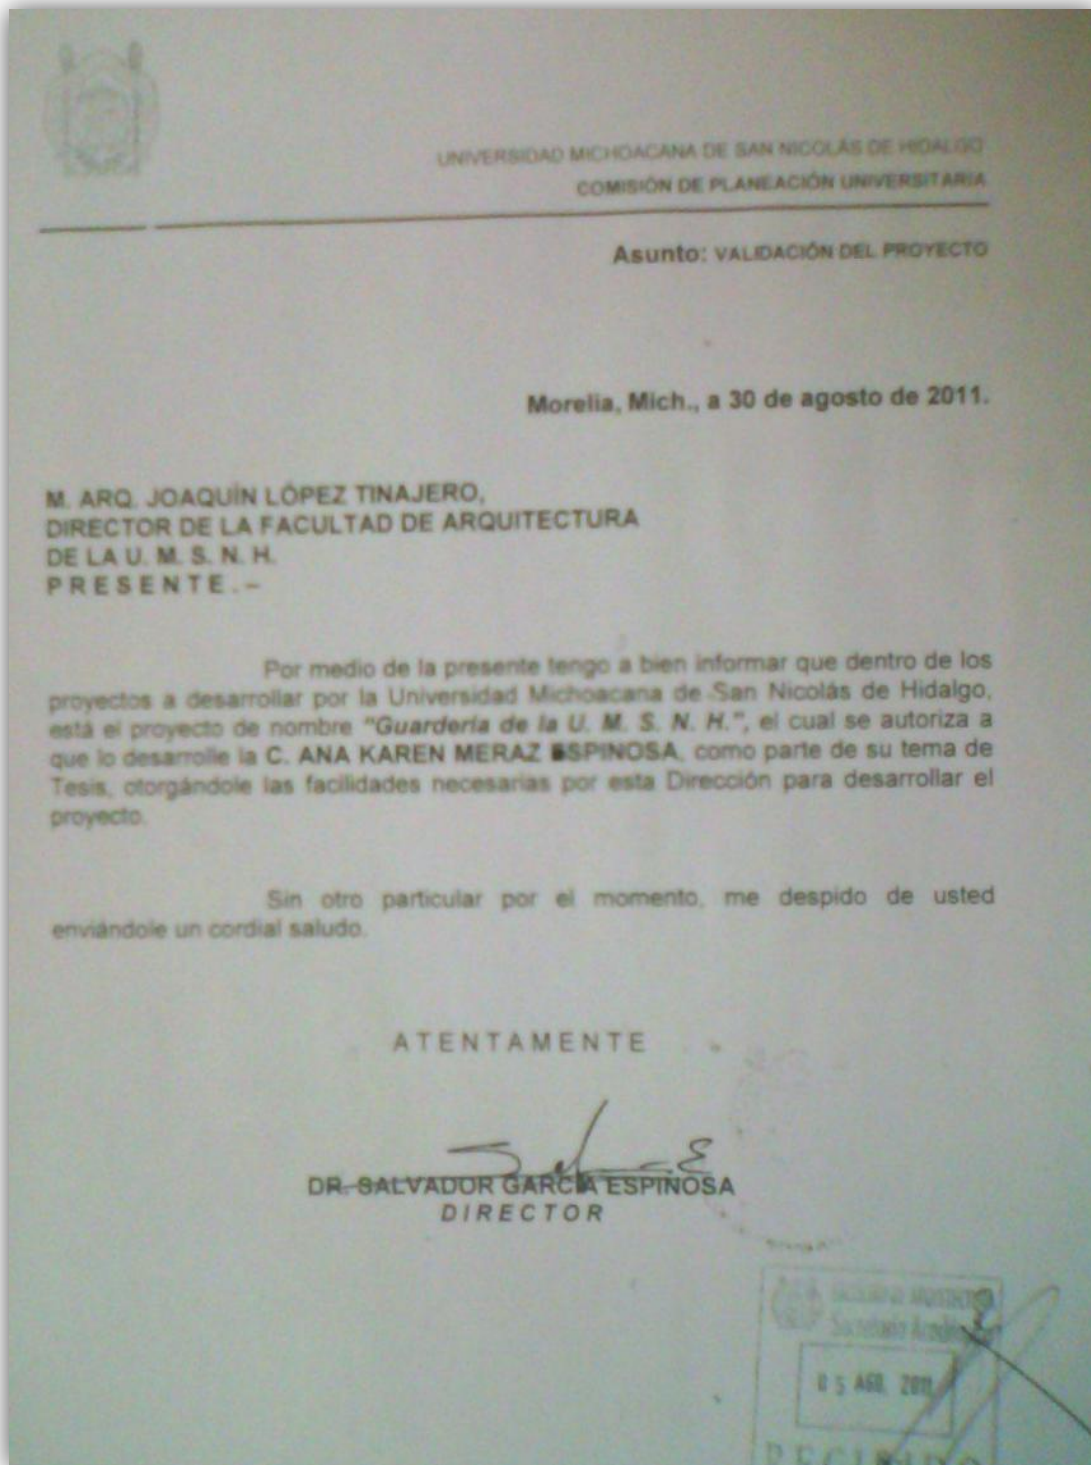 UNIVERSIDAD MICHOACANA DE SAN NICOLÁS DE HIDALGO
COMISIÓN DE PLANEACIÓN UNIVERSITARIA
Asunto: VALIDACIÓN DEL PROYECTO
Morelia, Mich., a 30 de agosto de 2011.
M. ARQ. JOAQUÍN LÓPEZ TINAJERO,
DIRECTOR DE LA FACULTAD DE ARQUITECTURA
DE LA U. M. S. N. H.
P R E S E N T E . –
Por medio de la presente tengo a bien informar que dentro de los
proyectos a desarrollar por la Universidad Michoacana de San Nicolás de Hidalgo,
está el proyecto de nombre "Guardería de la U. M. S. N. H.", el cual se autoriza a
que lo desarrolle la C. ANA KAREN MERAZ ESPINOSA, como parte de su tema de
Tesis, otorgándole las facilidades necesarias por esta Dirección para desarrollar el
proyecto.
Sin otro particular por el momento, me despido de usted
enviándole un cordial saludo.
A T E N T A M E N T E
DR. SALVADOR GARCÍA ESPINOSA
D I R E C T O R
05 AGO. 2011
RECIBIDO